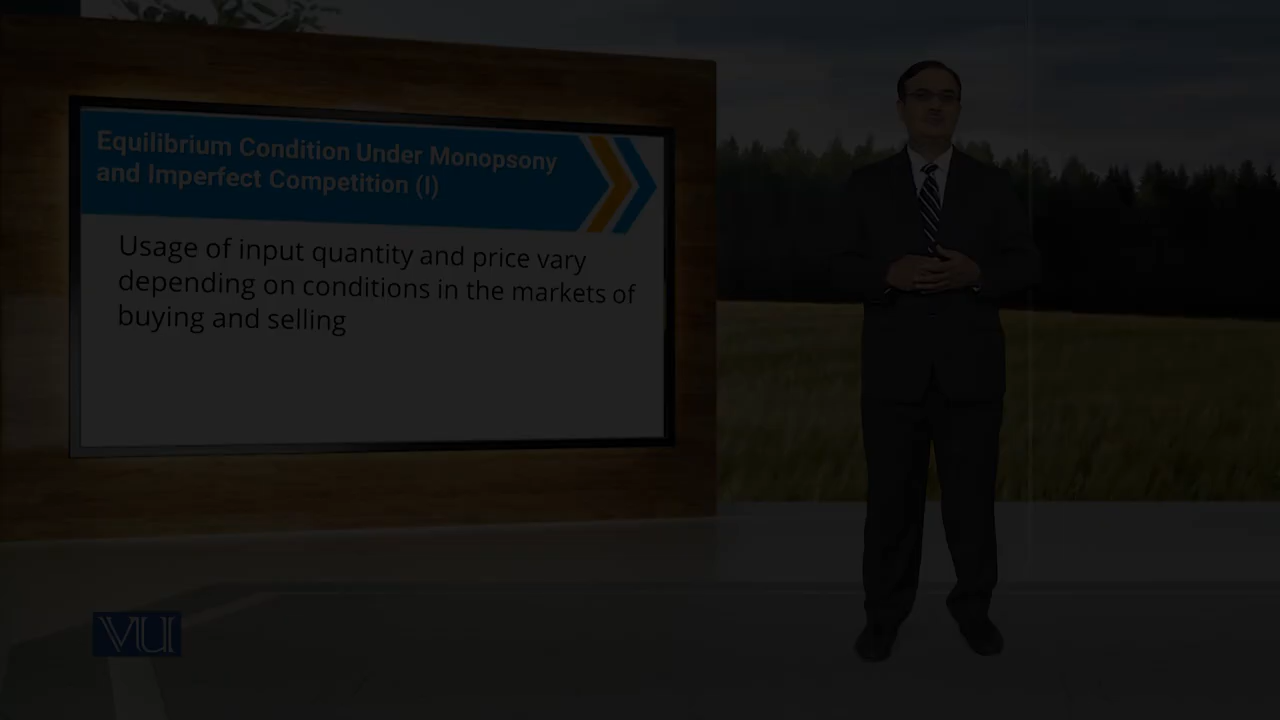 Equilibrium Condition Under Monopsony
and Imperfect Competition (I)
Usage of input quantity and price vary
depending on conditions in the markets of
buying and selling
VU